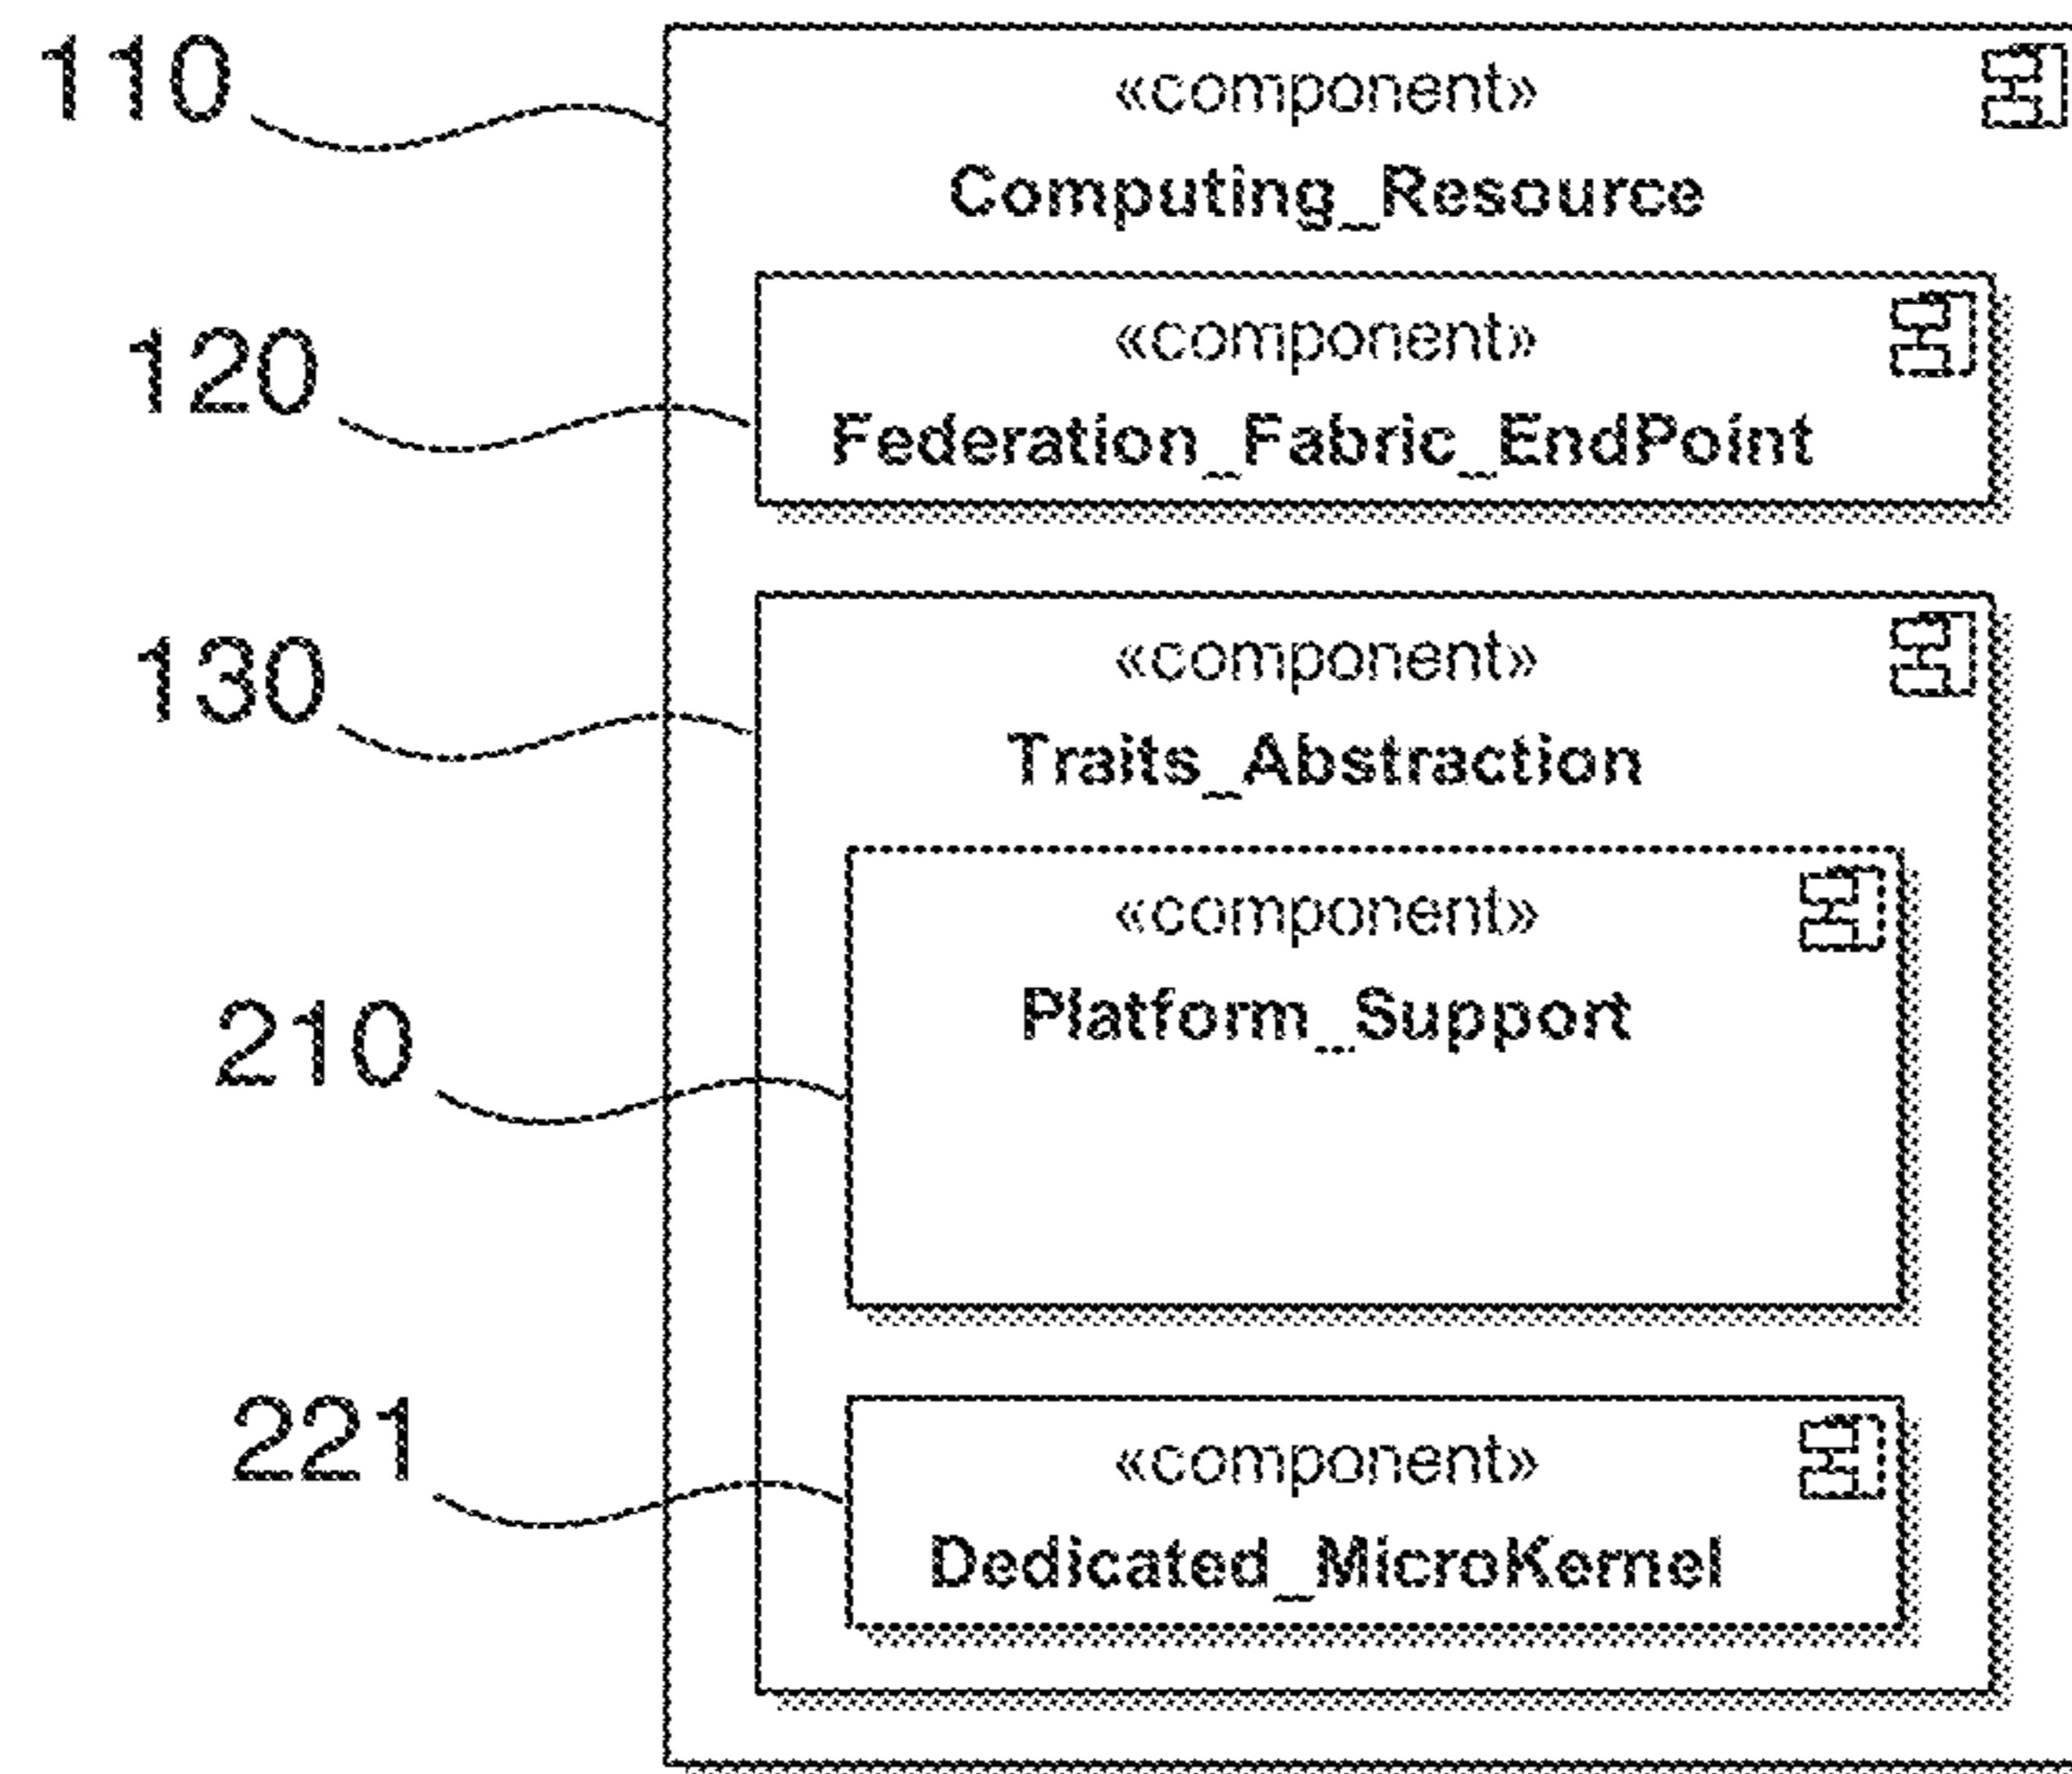 110
«component»
Computing_Resource
120
«component»
Federation_Fabric_EndPoint
130
«component»
Traits_Abstraction
210
«component»
Platform_Support
221
«component»
Dedicated_MicroKernel